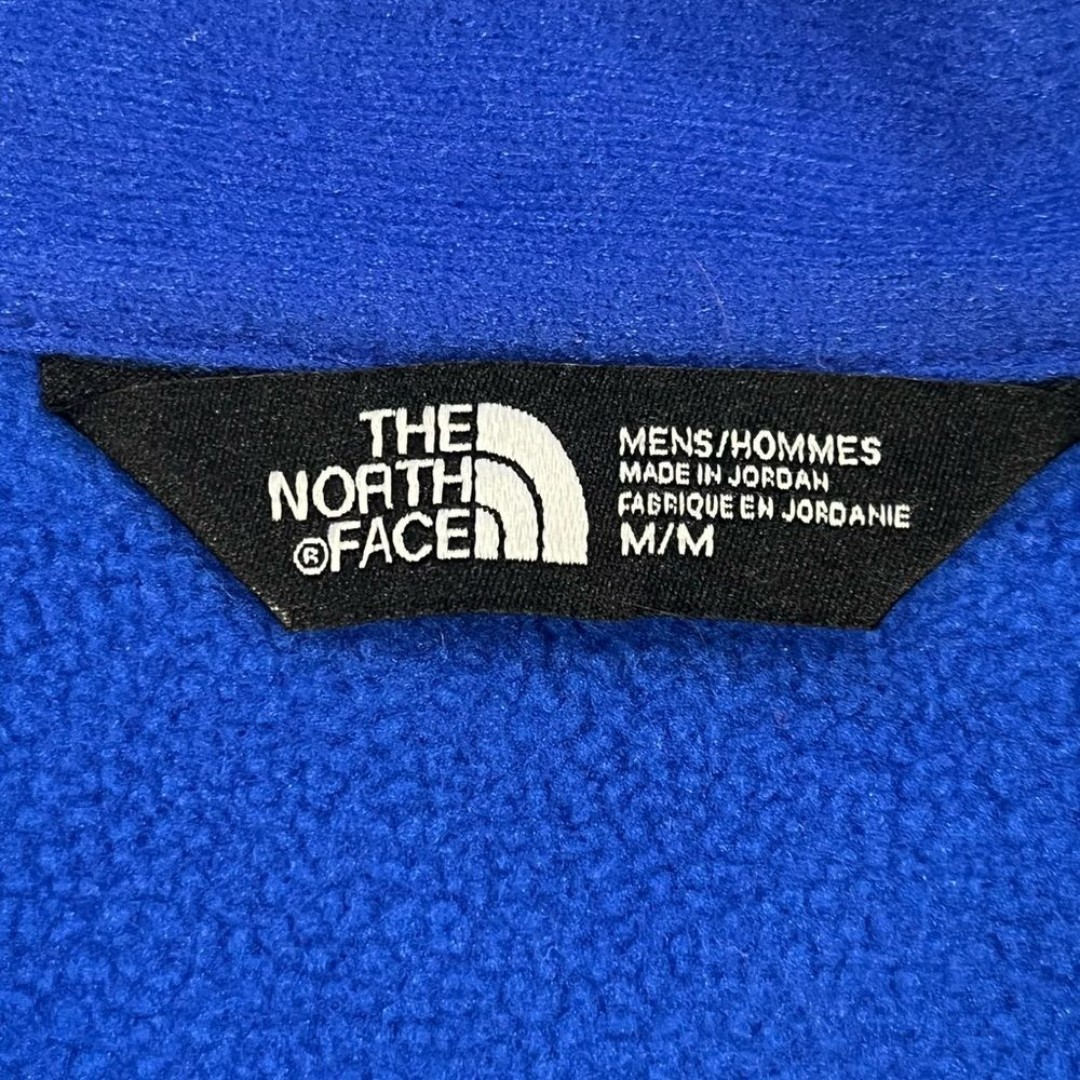 THE
NORTH
®FACE
MENS/HOMMES
MADE IN JORDAN
FABRIQUE EN JORDANIE
M/M